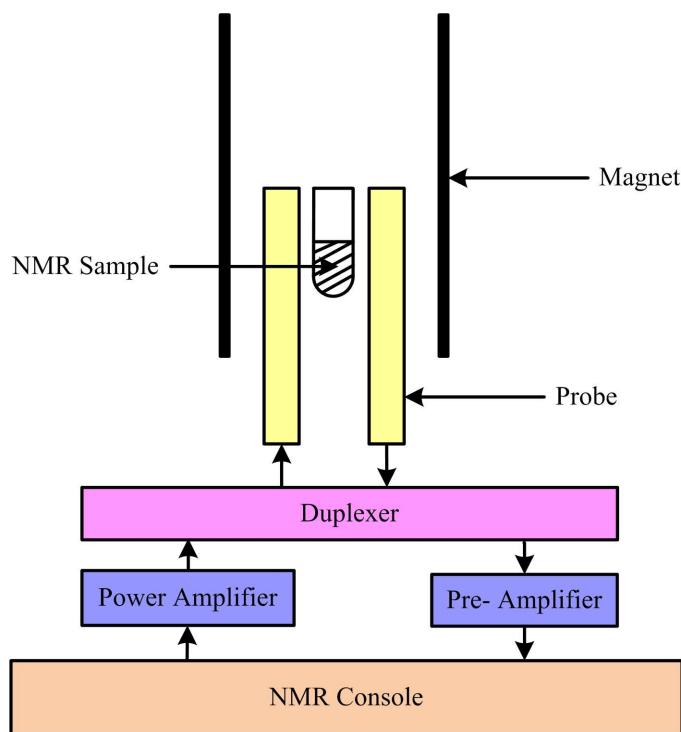 Magnet
NMR Sample
Probe
Duplexer
Power Amplifier
Pre- Amplifier
NMR Console